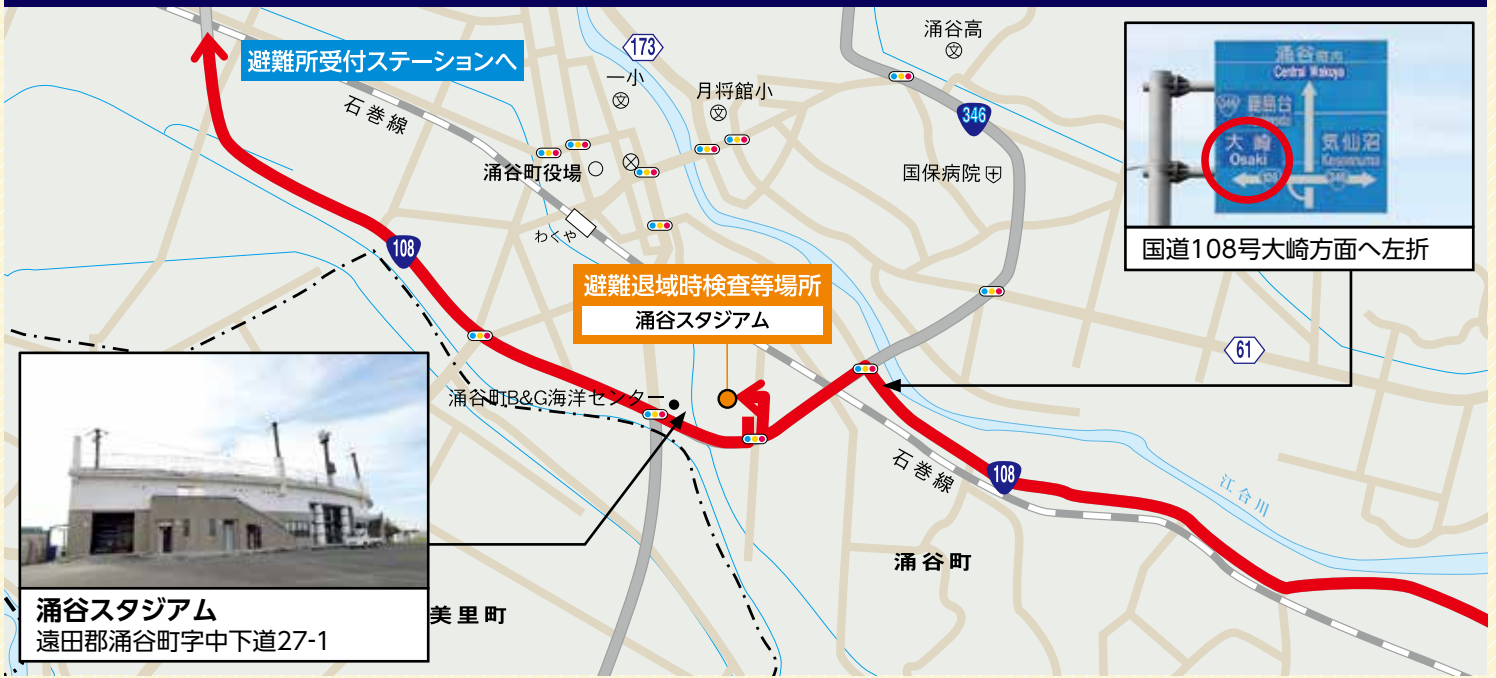 避難所受付ステーションへ
173
一小
月将館小
涌谷高
346
石巻線
涌谷町役場
国保病院
わくや
108
避難退域時検査等場所
涌谷スタジアム
涌谷町B&G海洋センター
61
石巻線
108
江合川
涌谷町
美里町
涌谷 町内
Central Wakuya
346
鹿島台
大崎
Osaki
108
気仙沼
Kesennuma
346
国道108号大崎方面へ左折
涌谷スタジアム
遠田郡涌谷町字中下道27-1